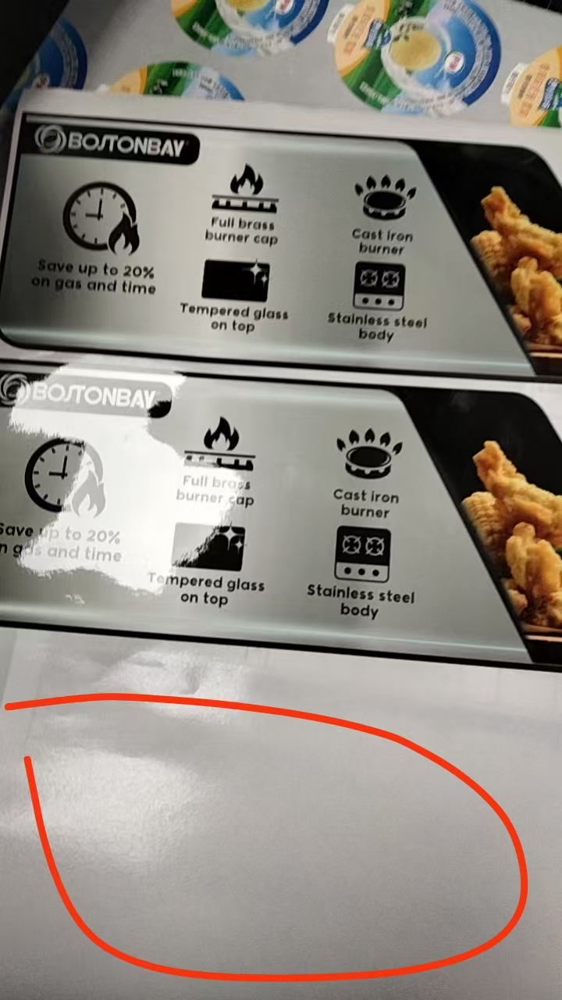 BOSTONBAY
Save up to 20%
on gas and time
Full brass
burner cap
Cast iron
burner
Tempered glass
on top
Stainless steel
body
BOSTONBAY
Save up to 20%
n gas and time
Full brass
burner cap
Cast iron
burner
Tempered glass
on top
Stainless steel
body